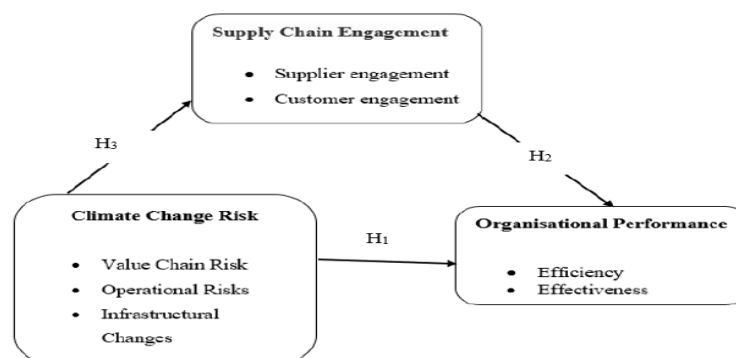 Supply Chain Engagement
• Supplier engagement
• Customer engagement
H3
H2
Climate Change Risk
• Value Chain Risk
• Operational Risks
• Infrastructural
Changes
H1
Organisational Performance
• Efficiency
• Effectiveness